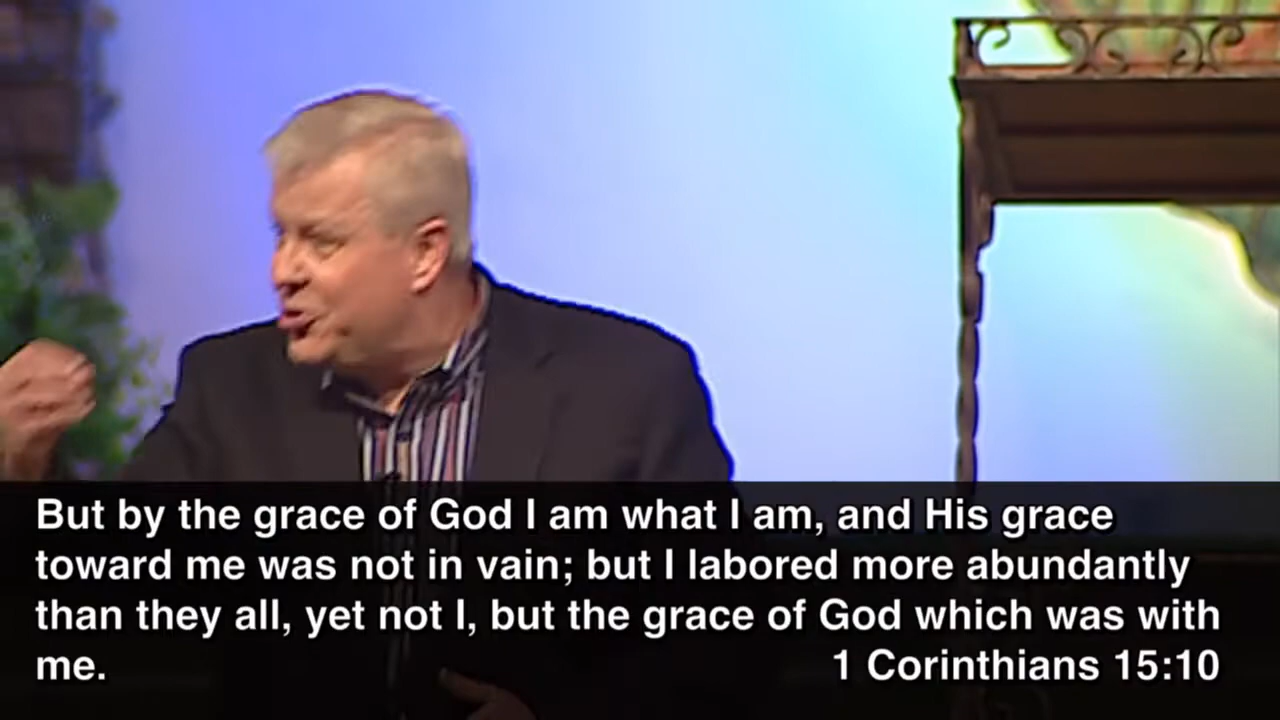 But by the grace of God I am what I am, and His grace
toward me was not in vain; but I labored more abundantly
than they all, yet not I, but the grace of God which was with
me. 1 Corinthians 15:10